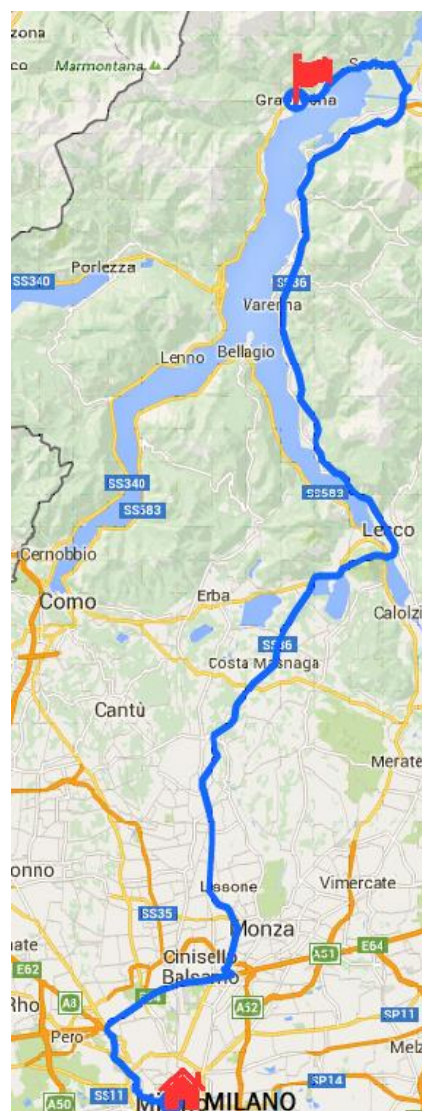 Marmontana
Porlezza
SS340
SS36
Varenna
Lenno
Bellagio
SS340
SS583
SS583
Lecco
Cernobbio
Como
Erba
Calolzi
SS36
Costa Masnaga
Cantù
Merate
onno
Lissone
Vimercate
SS35
Monza
nate
Cinisello
Balsamo
A51
E64
E62
A8
Rho
A52
SP11
Pero
Melz
SS11
SP14
A50
MILANO